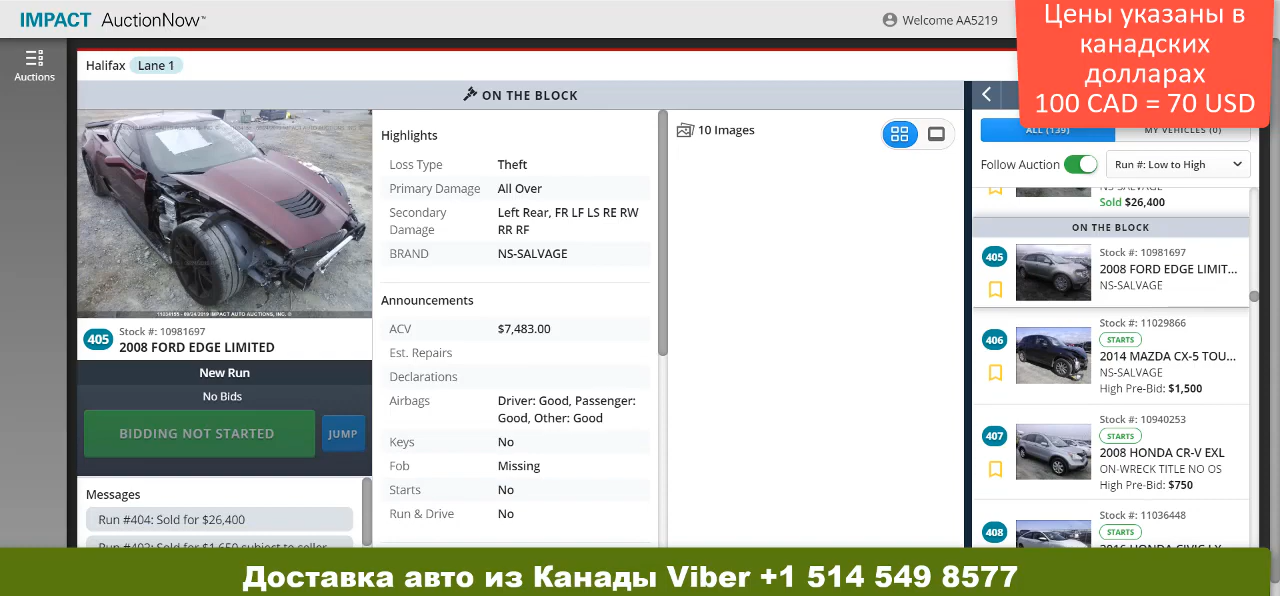 IMPACT AuctionNow™
Welcome AA5219
Цены указаны в
канадских
долларах
100 CAD = 70 USD
Auctions
Halifax Lane 1
ON THE BLOCK
Highlights
Loss Type Theft
Primary Damage All Over
Secondary Damage Left Rear, FR LF LS RE RW
RR RF
BRAND NS-SALVAGE
Announcements
ACV $7,483.00
Est. Repairs
Declarations
Airbags Driver: Good, Passenger:
Good, Other: Good
Keys No
Fob Missing
Starts No
Run & Drive No
10 Images
405
Stock #: 10981697
2008 FORD EDGE LIMITED
New Run
No Bids
BIDDING NOT STARTED
JUMP
Messages
Run #404: Sold for $26,400
ALL (139)
MY VEHICLES (0)
Follow Auction
Run #: Low to High
NS-SALVAGE
Sold $26,400
ON THE BLOCK
405
Stock #: 10981697
2008 FORD EDGE LIMIT...
NS-SALVAGE
406
Stock #: 11029866
STARTS
2014 MAZDA CX-5 TOU...
NS-SALVAGE
High Pre-Bid: $1,500
407
Stock #: 10940253
STARTS
2008 HONDA CR-V EXL
ON-WRECK TITLE NO OS
High Pre-Bid: $750
408
Stock #: 11036448
STARTS
2016 HONDA CIVIC LX
Доставка авто из Канады Viber +1 514 549 8577